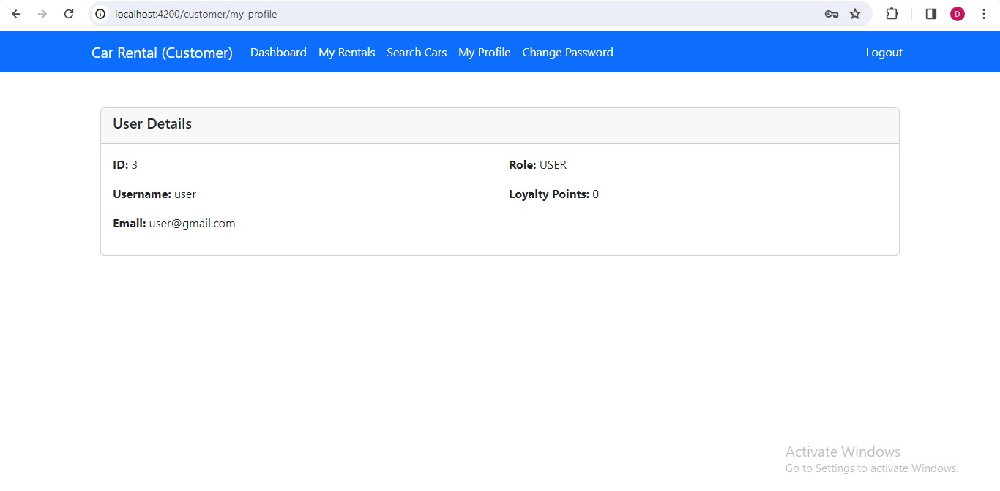 localhost:4200/customer/my-profile
D
Car Rental (Customer) Dashboard My Rentals Search Cars My Profile Change Password Logout
User Details
ID: 3 Role: USER
Username: user Loyalty Points: 0
Email: user@gmail.com
Activate Windows
Go to Settings to activate Windows.